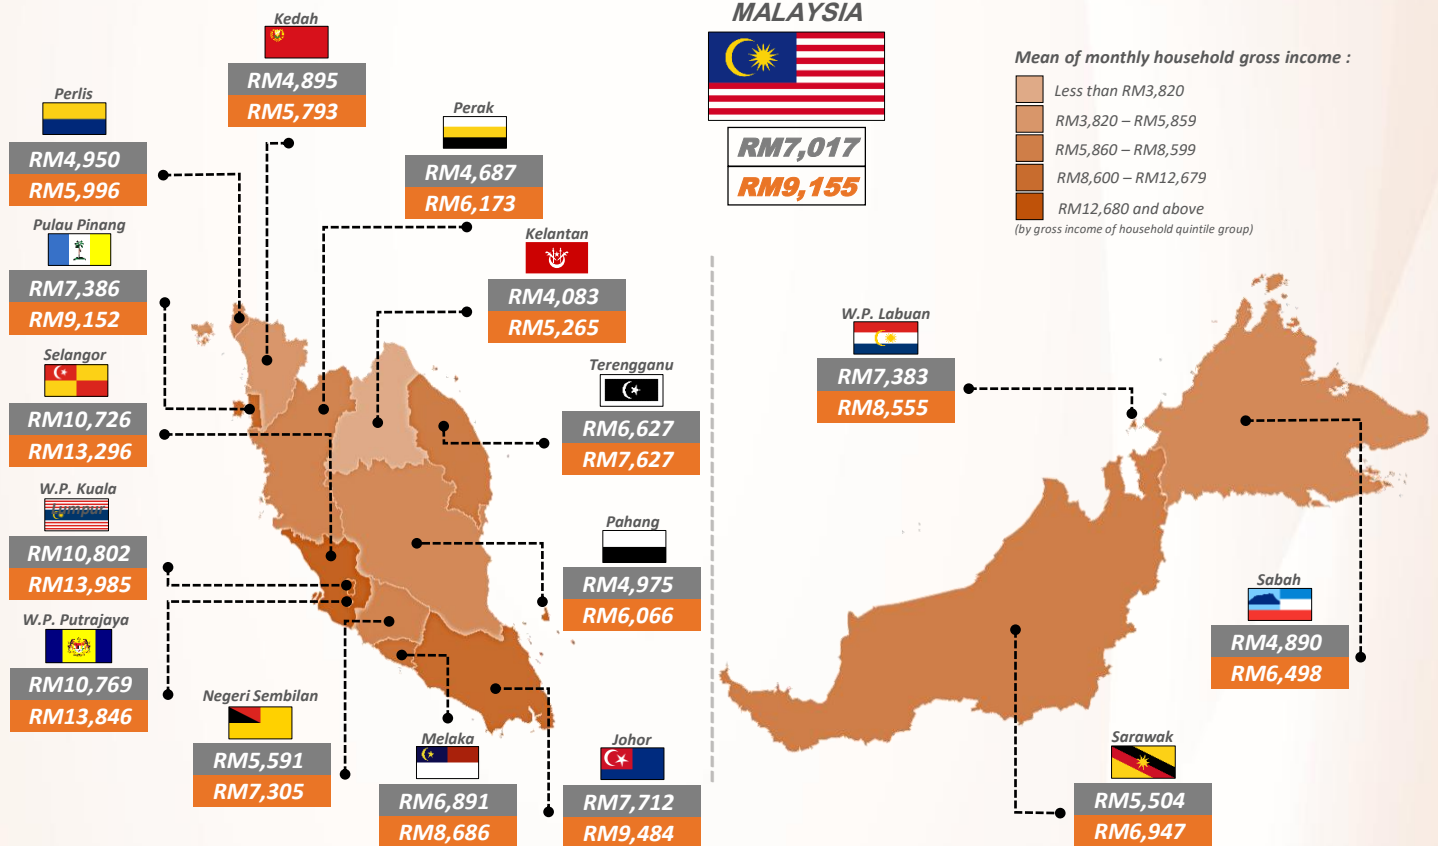 MALAYSIA
RM7,017
RM9,155
Mean of monthly household gross income :
Less than RM3,820
RM3,820 – RM5,859
RM5,860 – RM8,599
RM8,600 – RM12,679
RM12,680 and above
(by gross income of household quintile group)
Kedah
RM4,895
RM5,793
Perlis
RM4,950
RM5,996
Perak
RM4,687
RM6,173
Pulau Pinang
RM7,386
RM9,152
Kelantan
RM4,083
RM5,265
Selangor
RM10,726
RM13,296
Terengganu
RM6,627
RM7,627
W.P. Kuala
Lumpur
RM10,802
RM13,985
Pahang
RM4,975
RM6,066
W.P. Putrajaya
RM10,769
RM13,846
Negeri Sembilan
RM5,591
RM7,305
Melaka
RM6,891
RM8,686
Johor
RM7,712
RM9,484
W.P. Labuan
RM7,383
RM8,555
Sabah
RM4,890
RM6,498
Sarawak
RM5,504
RM6,947